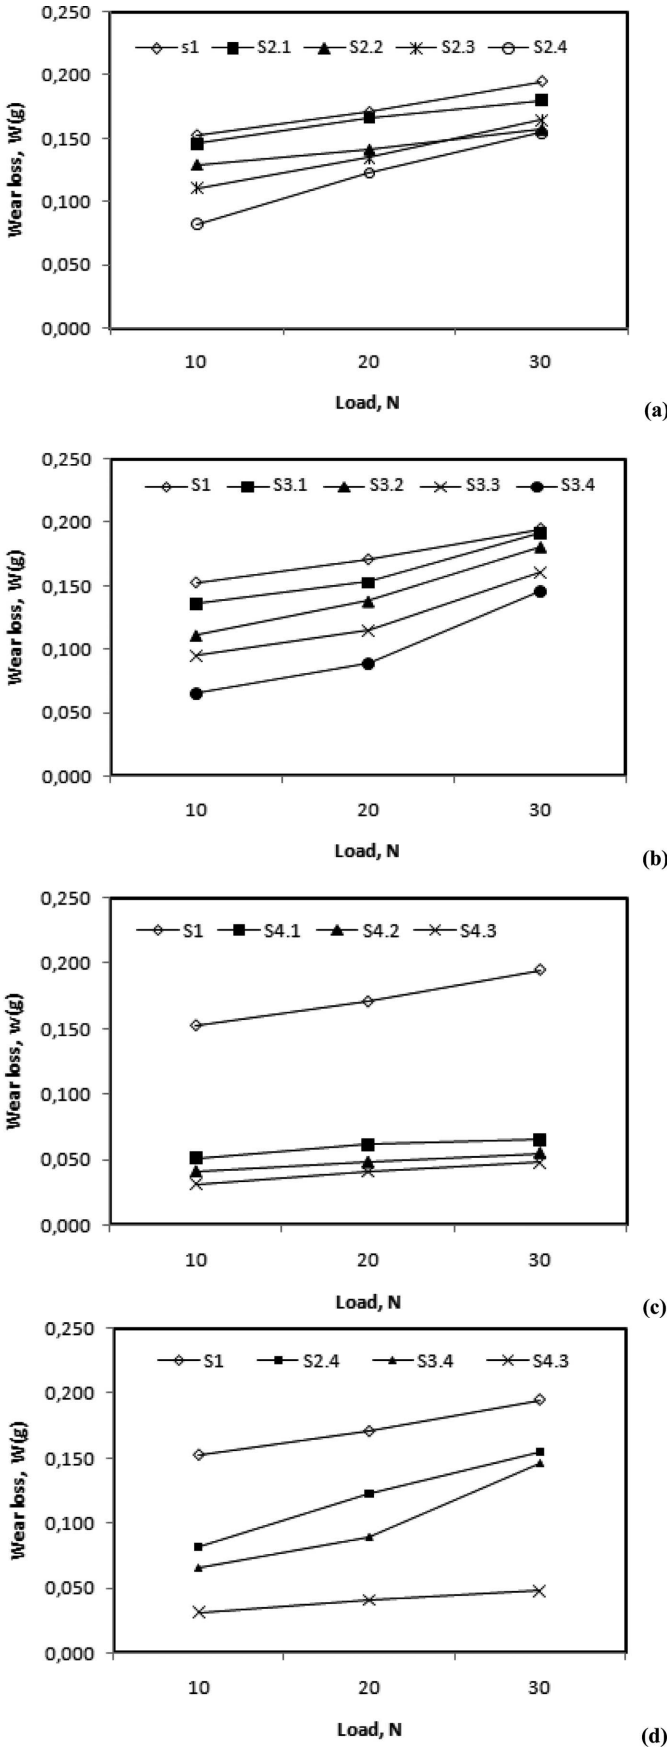 0,250
s1 S2.1 S2.2 S2.3 S2.4
0,200
0,150
0,100
0,050
0,000
Wear loss, W(g)
10 20 30
Load, N
(a)
0,250
S1 S3.1 S3.2 S3.3 S3.4
0,200
0,150
0,100
0,050
0,000
Wear loss, W(g)
10 20 30
Load, N
(b)
0,250
S1 S4.1 S4.2 S4.3
0,200
0,150
0,100
0,050
0,000
Wear loss, w(g)
10 20 30
Load, N
(c)
0,250
S1 S2.4 S3.4 S4.3
0,200
0,150
0,100
0,050
0,000
Wear loss, W(g)
10 20 30
Load, N
(d)